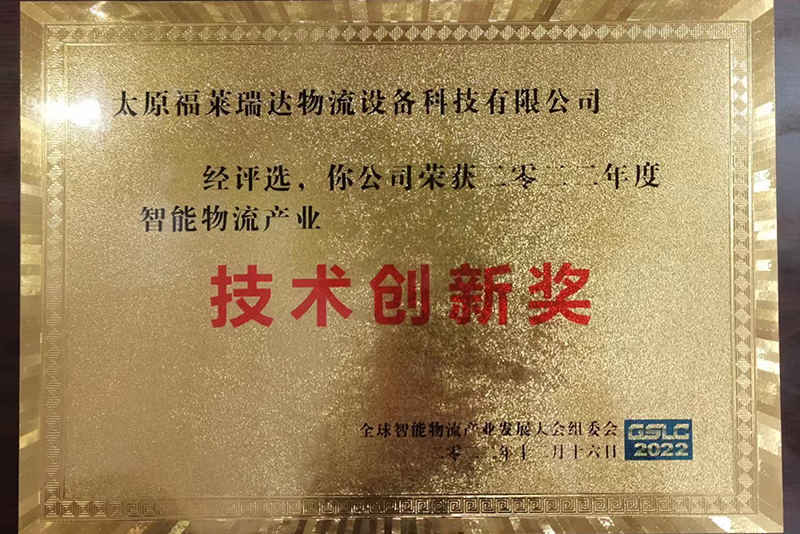 太原福莱瑞达物流设备科技有限公司
经评选，你公司荣获二零二二年度
智能物流产业
技术创新奖
全球智能物流产业发展大会组委会
二零二二年十二月十六日
GSLC
2022